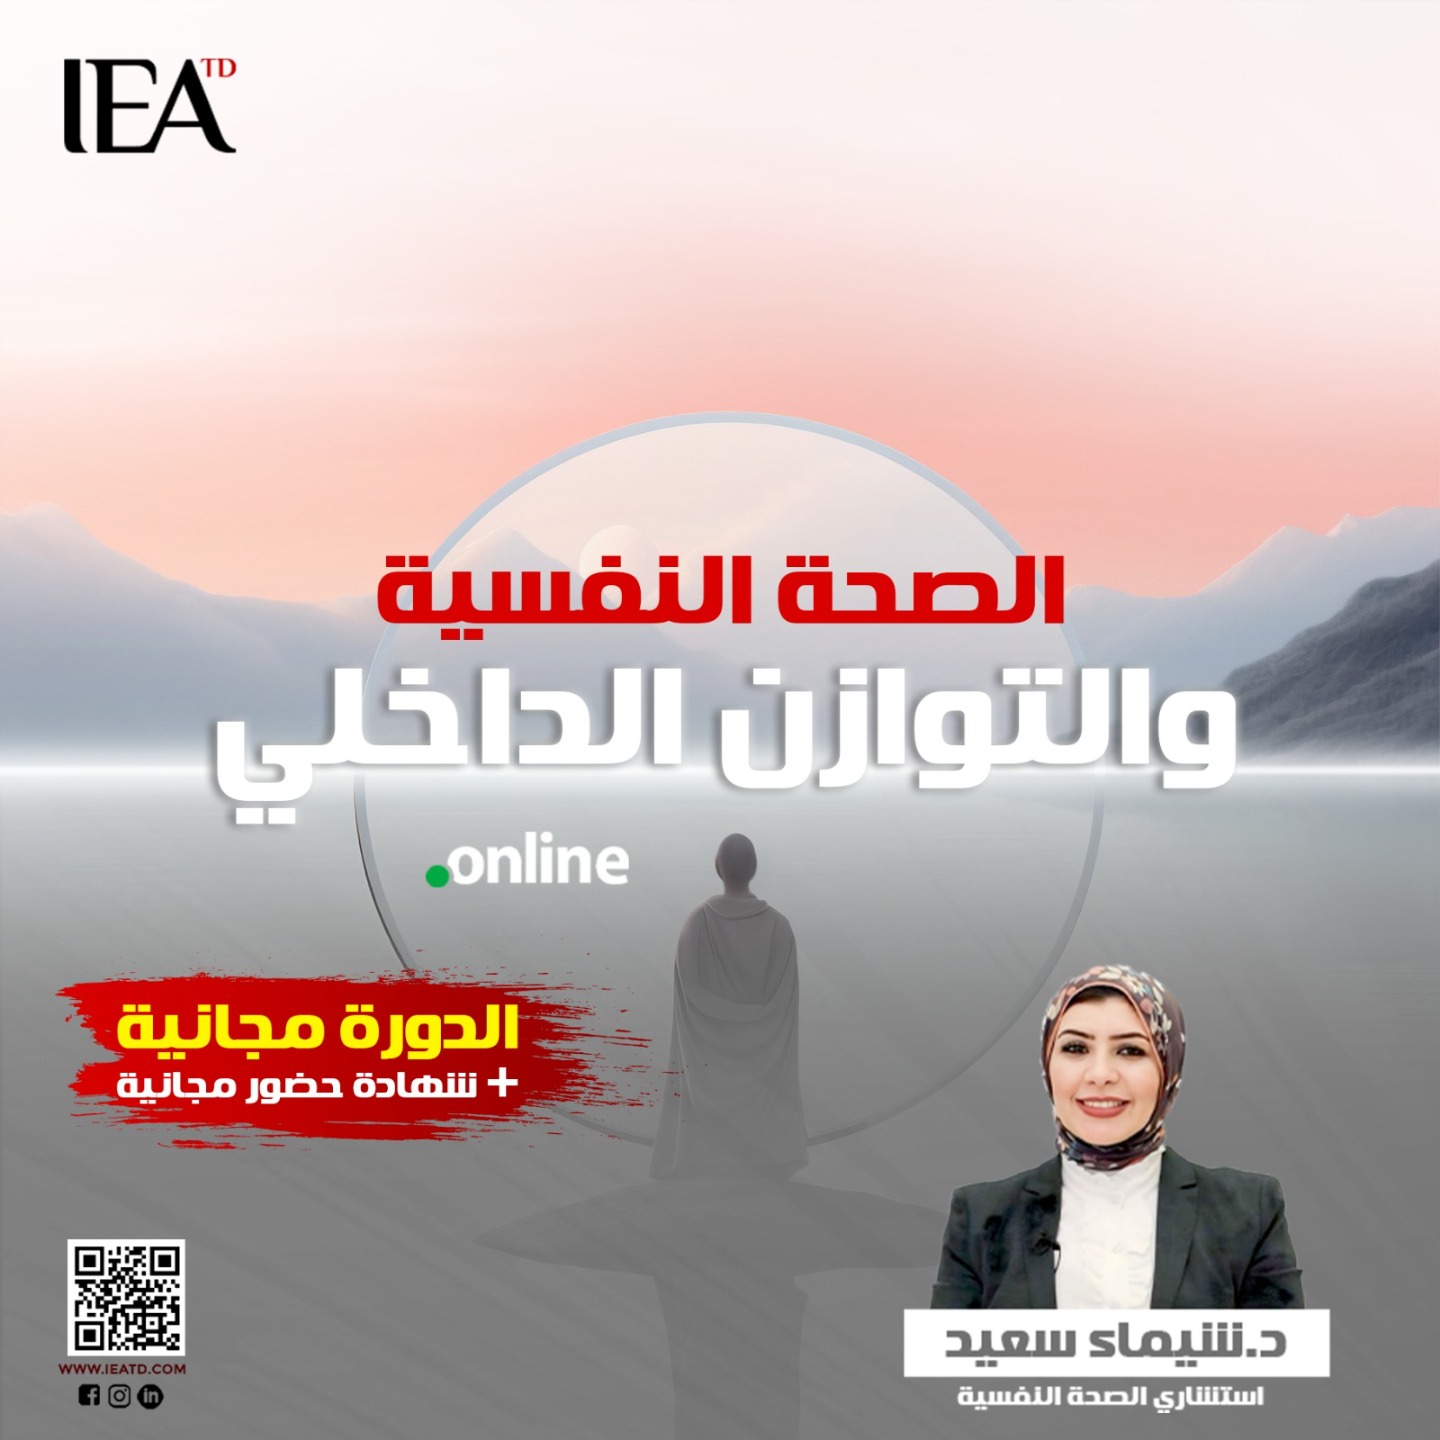 IEA TD
الصحة النفسية
والتوازن الداخلي
.online
الدورة مجانية
+ شهادة حضور مجانية
د.شيماء سعيد
استشاري الصحة النفسية
WWW.IEATD.COM